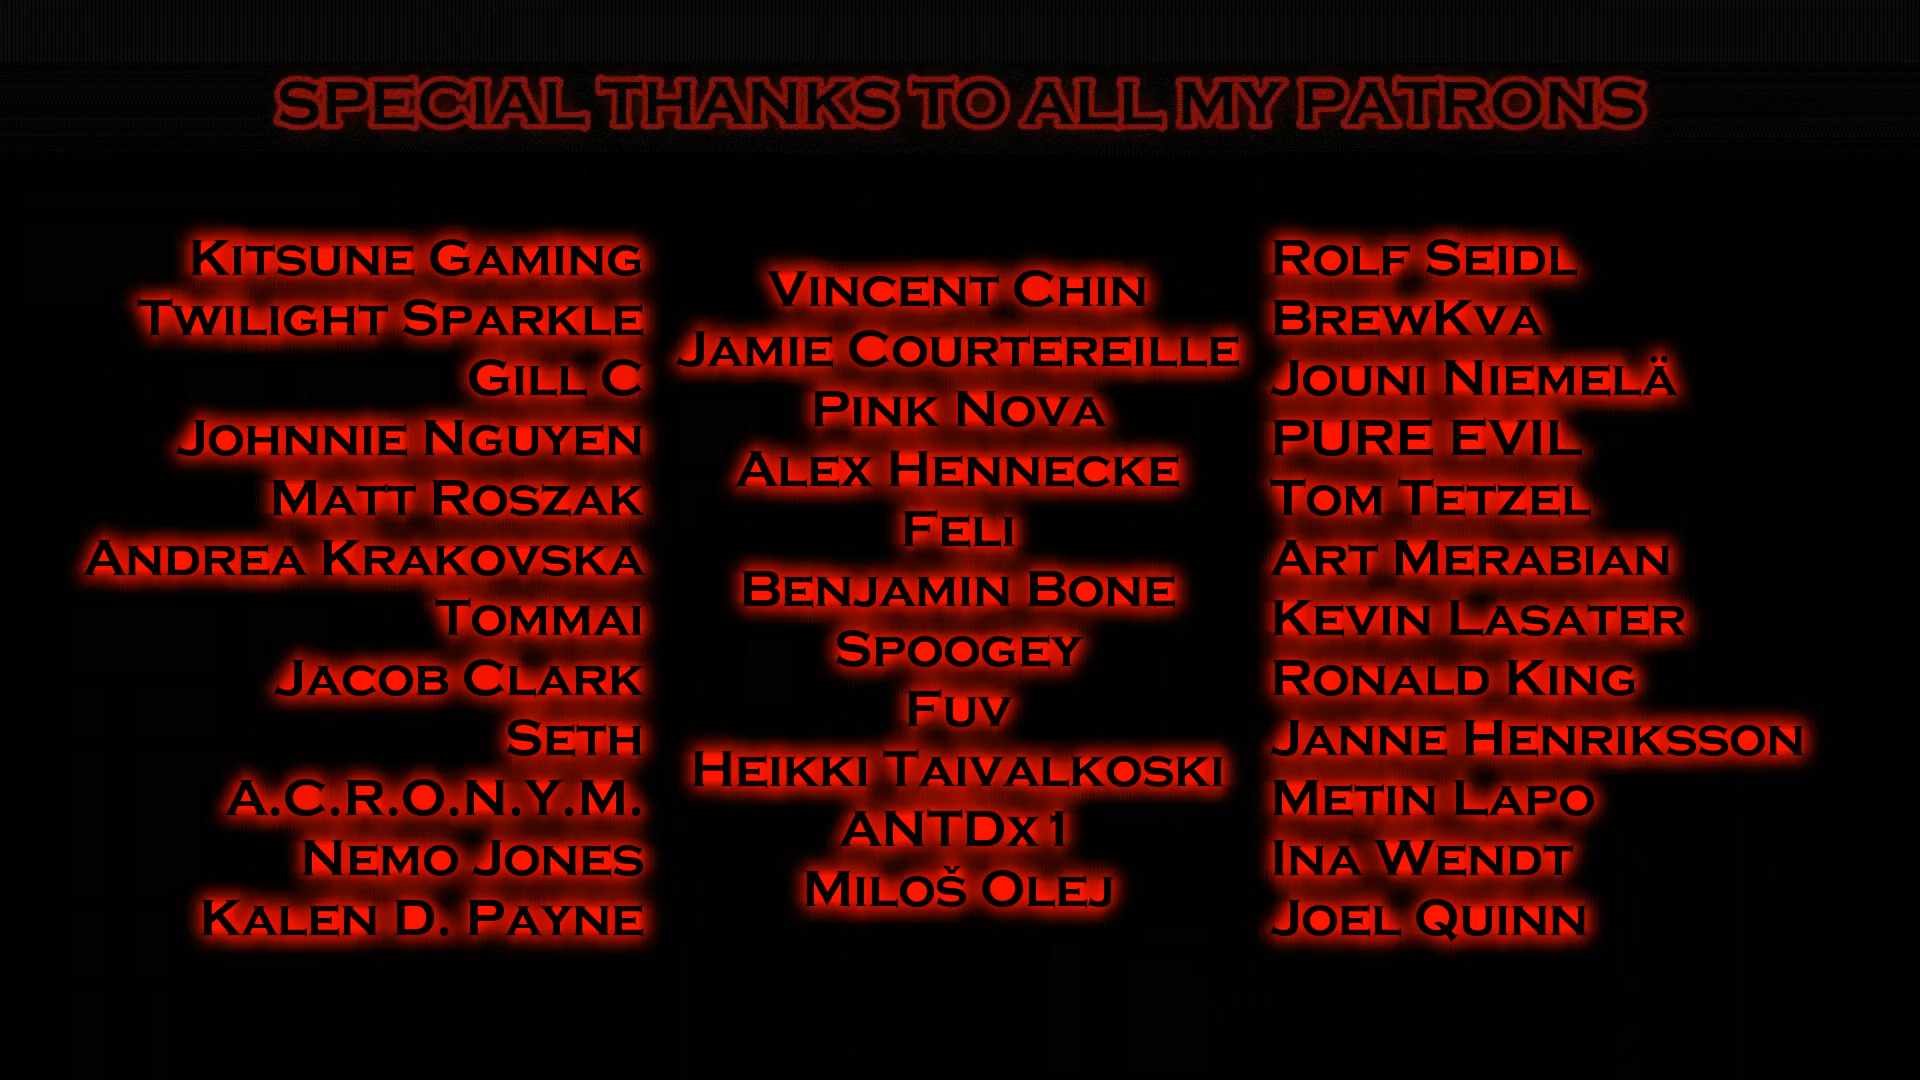 SPECIAL THANKS TO ALL MY PATRONS
Kitsune Gaming
Twilight Sparkle
Gill C
Johnnie Nguyen
Matt Roszak
Andrea Krakovska
Tommai
Jacob Clark
Seth
A.C.R.O.N.Y.M.
Nemo Jones
Kalen D. Payne
Vincent Chin
Jamie Courtereille
Pink Nova
Alex Hennecke
Feli
Benjamin Bone
Spoogey
Fuv
Heikki Taivalkoski
ANTDx1
Miloš Olej
Rolf Seidl
BrewKva
Jouni Niemelä
PURE EVIL
Tom Tetzel
Art Merabian
Kevin Lasater
Ronald King
Janne Henriksson
Metin Lapo
Ina Wendt
Joel Quinn